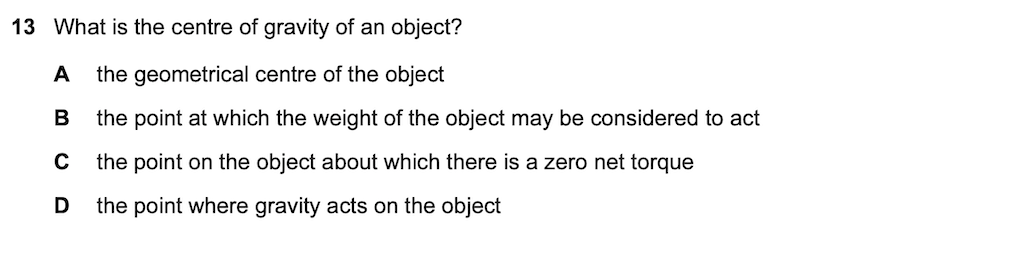 13 What is the centre of gravity of an object?
A the geometrical centre of the object
B the point at which the weight of the object may be considered to act
C the point on the object about which there is a zero net torque
D the point where gravity acts on the object